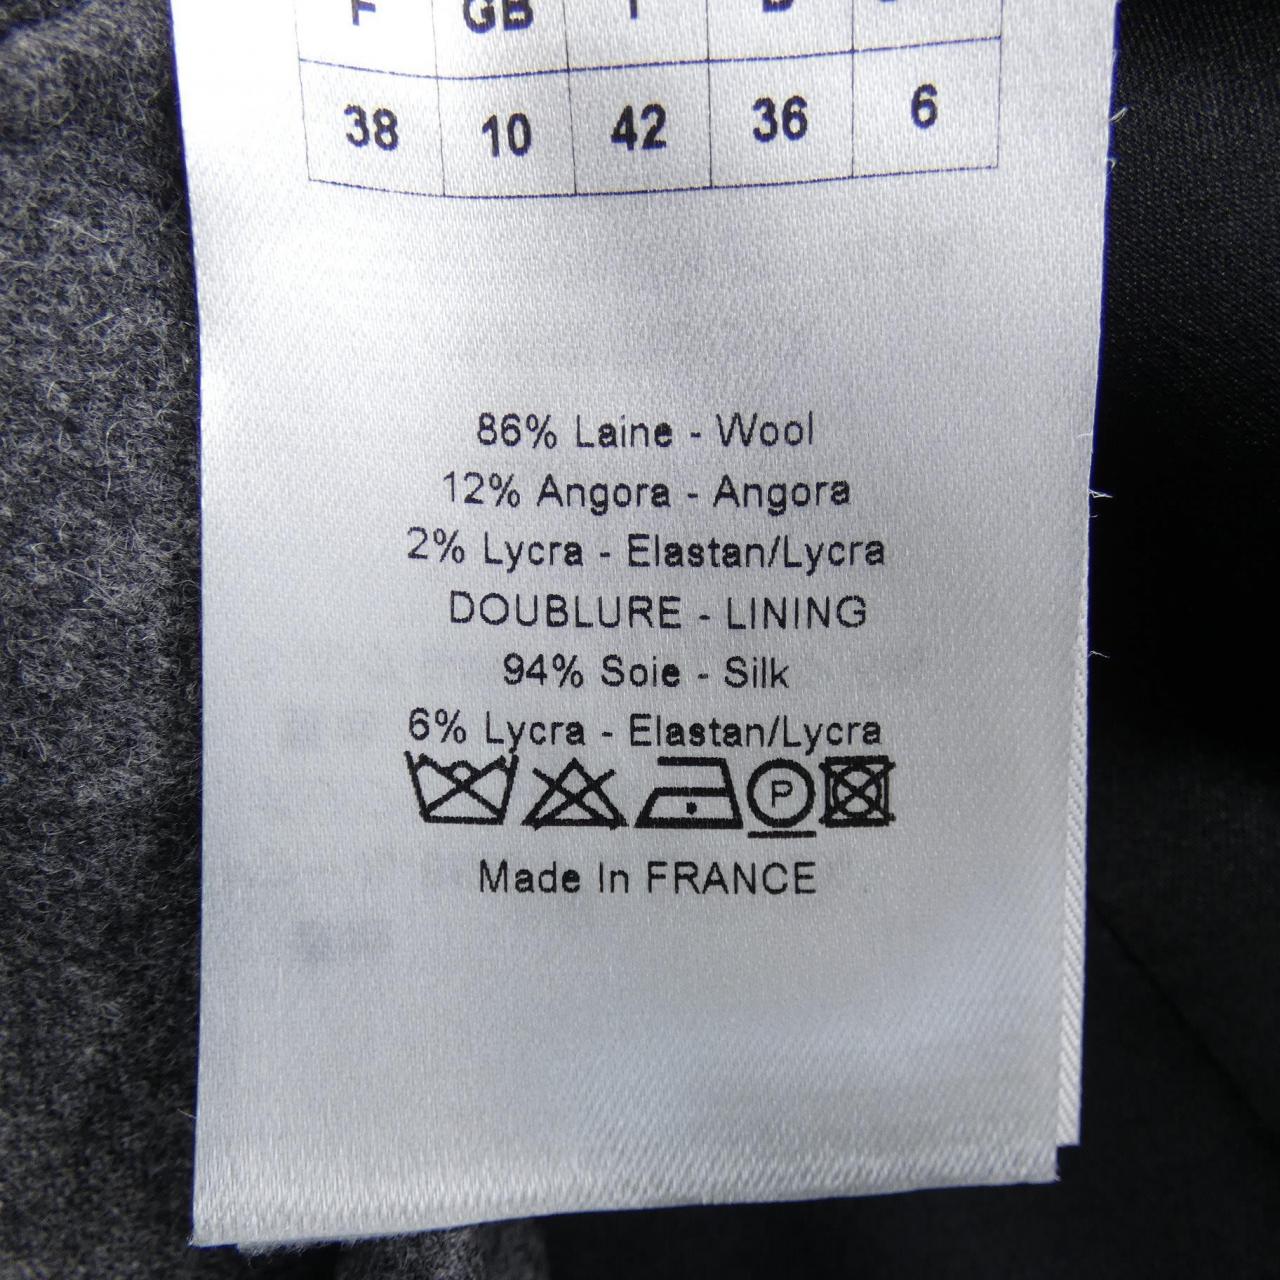 F GB I D
38 10 42 36 6
86% Laine - Wool
12% Angora - Angora
2% Lycra - Elastan/Lycra
DOUBLURE - LINING
94% Soie - Silk
6% Lycra - Elastan/Lycra
P
Made In FRANCE